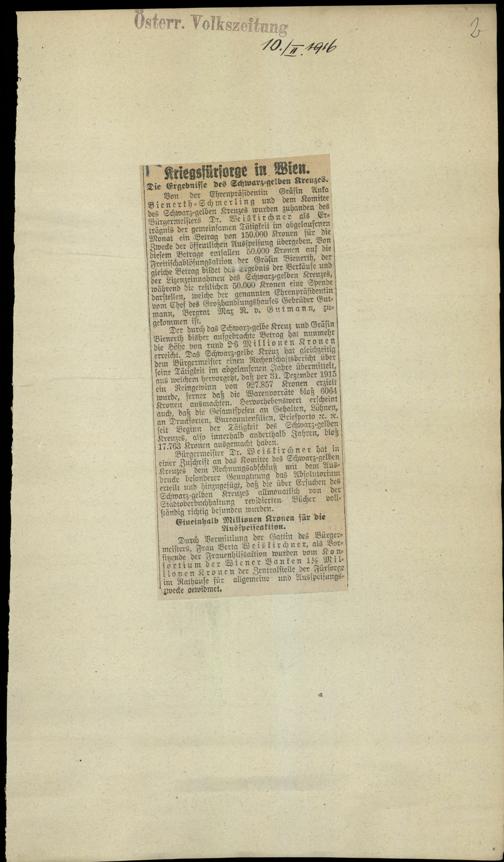 Österr. Volkszeitung
10./II. 1916
2
Kriegsfürsorge in Wien.
Die Ergebnisse des Schwarz-gelben Kreuzes.
Von der Ehrenpräsidentin Gräfin Anka
Bienerth-Schmerling und dem Komitee
des Schwarz-gelben Kreuzes wurden zuhanden des
Bürgermeisters Dr. Weiskirchner als Er-
trägnis der gemeinsamen Tätigkeit im abgelaufenen
Monat ein Betrag von 150.000 Kronen für die
Zwecke der öffentlichen Ausspeisung übergeben. Von
diesem Betrage entfallen 50.000 Kronen auf die
Freitischablösungsaktion der Gräfin Bienerth, der
gleiche Betrag bildet das Ergebnis der Verkäufe und
der Lizenzeinnahmen des Schwarz-gelben Kreuzes,
während die restlichen 50.000 Kronen eine Spende
darstellen, welche der genannten Ehrenpräsidentin
vom Chef des Großhandlungshauses Gebrüder Gut-
mann, Bergrat Max R. v. Gutmann, zu-
gekommen ist.
Der durch das Schwarz-gelbe Kreuz und Gräfin
Bienerth bisher aufgebrachte Betrag hat nunmehr
die Höhe von rund 2·6 Millionen Kronen
erreicht. Das Schwarz-gelbe Kreuz hat gleichzeitig
dem Bürgermeister einen Rechenschaftsbericht über
seine Tätigkeit im abgelaufenen Jahre übermittelt,
aus welchem hervorgeht, daß per 31. Dezember 1915
ein Reingewinn von 927.857 Kronen erzielt
wurde, ferner daß die Warenvorräte bloß 6064
Kronen ausmachten. Hervorhebenswert erscheint
auch, daß die Gesamtspesen an Gehalten, Löhnen,
an Drucksorten, Bureauutensilien, Briefporto ꝛc. ꝛc.
seit Beginn der Tätigkeit des Schwarz-gelben
Kreuzes, also innerhalb anderthalb Jahren, bloß
17.763 Kronen ausgemacht haben.
Bürgermeister Dr. Weiskirchner hat in
einer Zuschrift an das Komitee des Schwarz-gelben
Kreuzes dem Rechnungsabschluß mit dem Aus-
drucke besonderer Genugtuung das Absolutorium
erteilt und hinzugefügt, daß die über Ersuchen des
Schwarz-gelben Kreuzes allmonatlich von der
Stadtoberbuchhaltung revidierten Bücher voll-
ständig richtig befunden werden.
Eineinhalb Millionen Kronen für die
Ausspeiseaktion.
Durch Vermittlung der Gattin des Bürger-
meisters, Frau Berta Weiskirchner, als Vor-
sitzende der Frauenhilfsaktion wurden vom Kon-
sortium der Wiener Banken 1½ Mil-
lionen Kronen der Zentralstelle der Fürsorge
im Rathause für allgemeine und Ausspeisungs-
zwecke gewidmet.